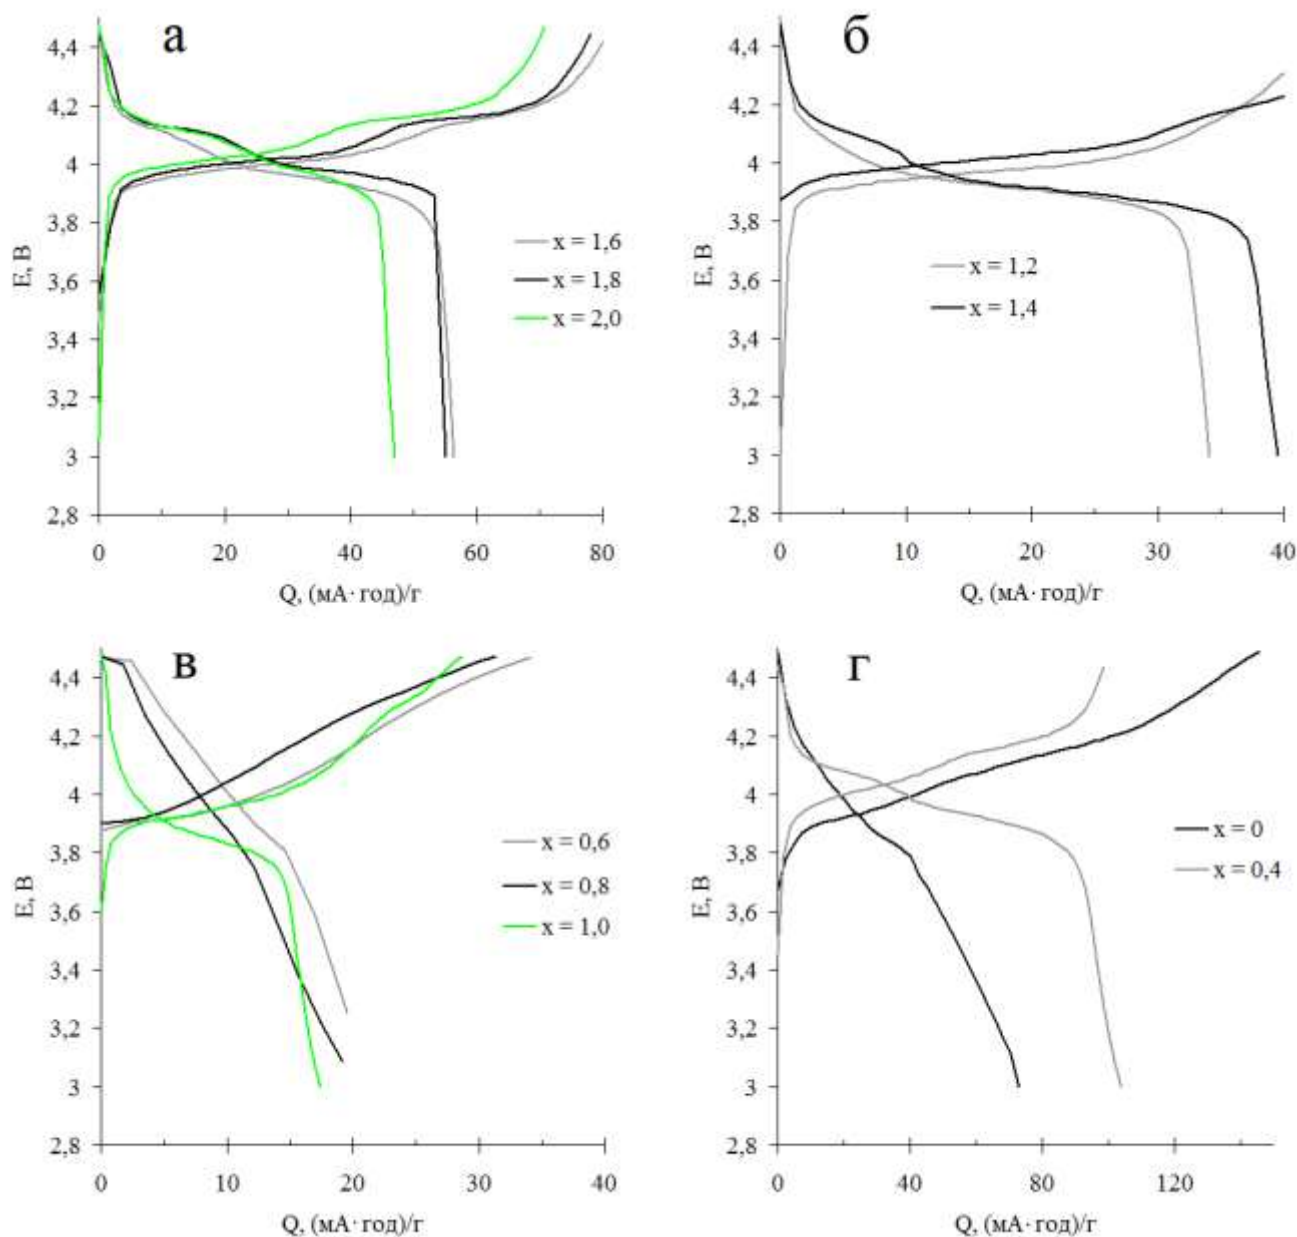 а
4,4
4,2
4
3,8
3,6
3,4
3,2
3
2,8
E, В
x = 1,6
x = 1,8
x = 2,0
0 20 40 60 80
Q, (мА·год)/г
б
4,4
4,2
4
3,8
3,6
3,4
3,2
3
2,8
E, В
x = 1,2
x = 1,4
0 10 20 30 40
Q, (мА·год)/г
в
4,4
4,2
4
3,8
3,6
3,4
3,2
3
2,8
E, В
x = 0,6
x = 0,8
x = 1,0
0 10 20 30 40
Q, (мА·год)/г
г
4,4
4,2
4
3,8
3,6
3,4
3,2
3
2,8
E, В
x = 0
x = 0,4
0 40 80 120
Q, (мА·год)/г